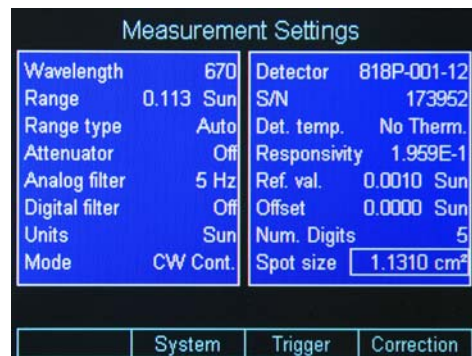 Measurement Settings
Wavelength 670
Range 0.113 Sun
Range type Auto
Attenuator Off
Analog filter 5 Hz
Digital filter Off
Units Sun
Mode CW Cont.
Detector 818P-001-12
S/N 173952
Det. temp. No Therm.
Responsivity 1.959E-1
Ref. val. 0.0010 Sun
Offset 0.0000 Sun
Num. Digits 5
Spot size 1.1310 cm²
System Trigger Correction